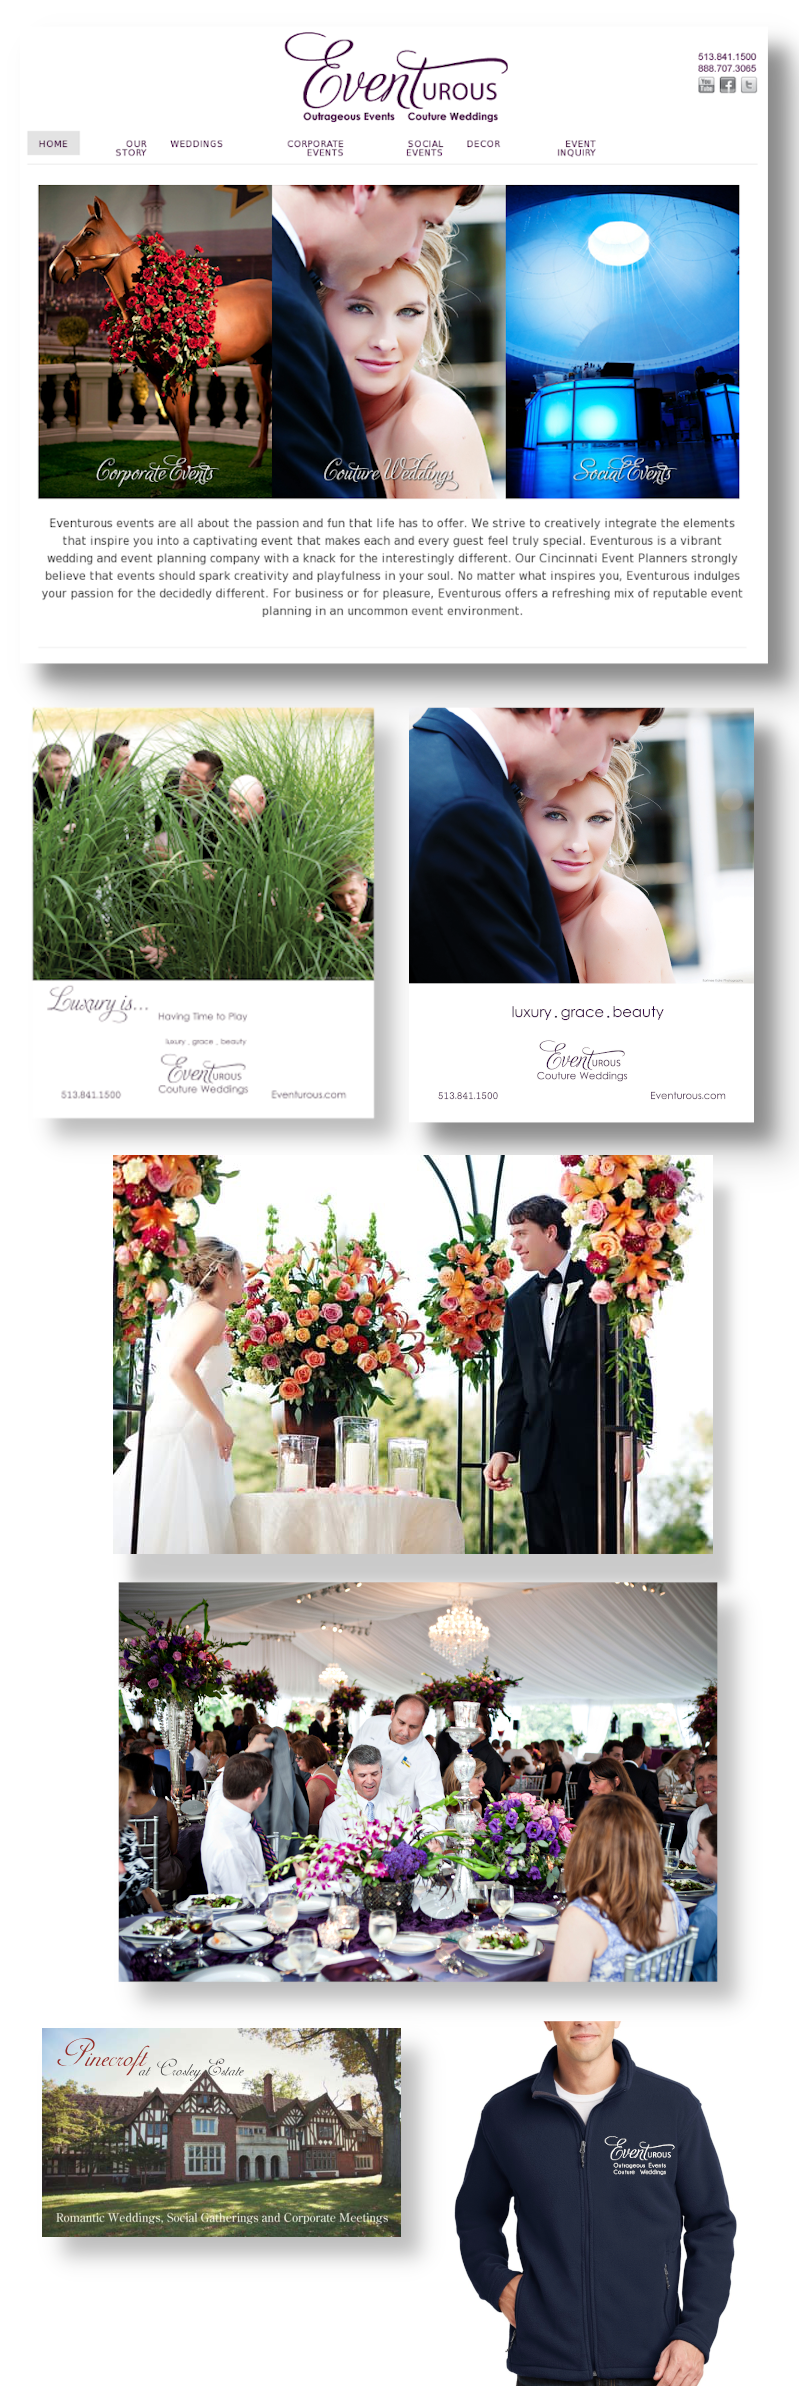 Eventurous
Outrageous Events Couture Weddings
513.841.1500
888.707.3065
You Tube f t
HOME OUR STORY WEDDINGS CORPORATE EVENTS SOCIAL EVENTS DECOR EVENT INQUIRY
Corporate Events Couture Weddings Social Events
Eventurous events are all about the passion and fun that life has to offer. We strive to creatively integrate the elements
that inspire you into a captivating event that makes each and every guest feel truly special. Eventurous is a vibrant
wedding and event planning company with a knack for the interestingly different. Our Cincinnati Event Planners strongly
believe that events should spark creativity and playfulness in your soul. No matter what inspires you, Eventurous indulges
your passion for the decidedly different. For business or for pleasure, Eventurous offers a refreshing mix of reputable event
planning in an uncommon event environment.
Luxury is... Having Time to Play
luxury . grace . beauty
Eventurous
Couture Weddings
513.841.1500 Eventurous.com
luxury . grace . beauty
Eventurous
Couture Weddings
513.841.1500 Eventurous.com
Pinecroft
at Crosley Estate
Romantic Weddings, Social Gatherings and Corporate Meetings
Eventurous
Outrageous Events
Couture Weddings